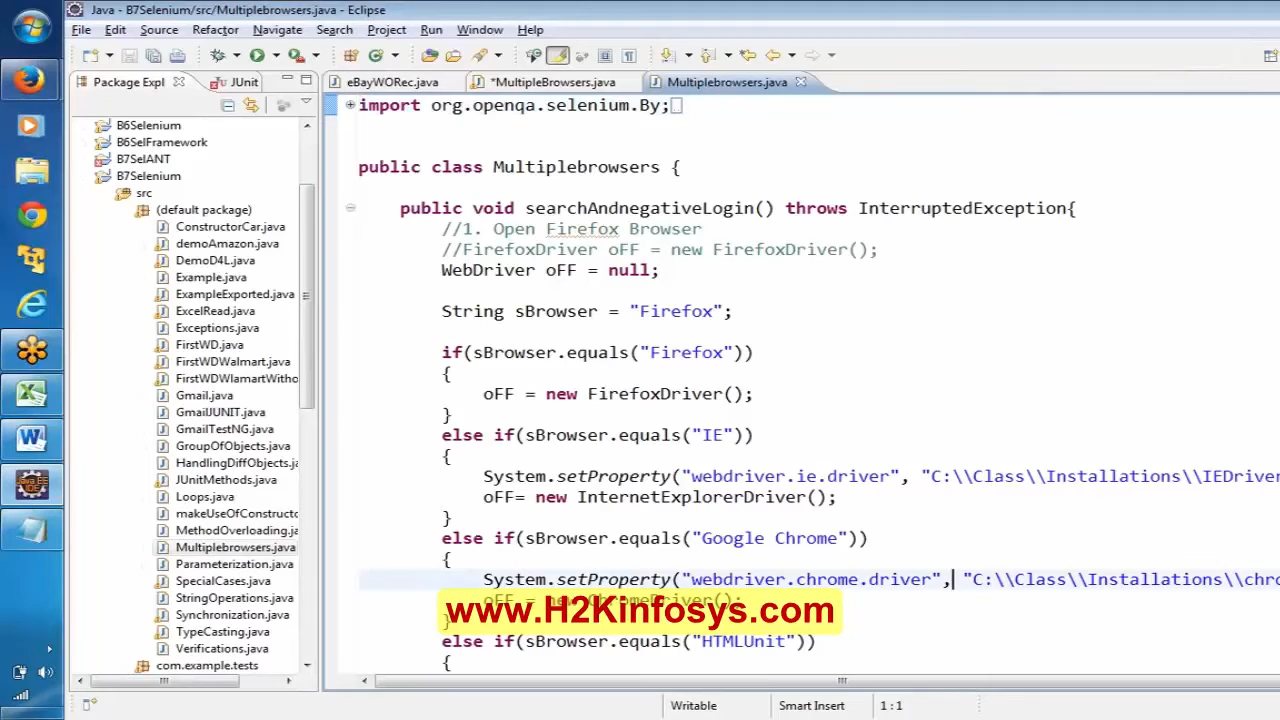 Java - B7Selenium/src/Multiplebrowsers.java - Eclipse
File Edit Source Refactor Navigate Search Project Run Window Help
Package Expl JUnit
eBayWORec.java *MultipleBrowsers.java Multiplebrowsers.java
B6Selenium
B6SelFramework
B7SelANT
B7Selenium
src
(default package)
ConstructorCar.java
demoAmazon.java
DemoD4L.java
Example.java
ExampleExported.java
ExcelRead.java
Exceptions.java
FirstWD.java
FirstWDWalmart.java
FirstWDWlamartWitho
Gmail.java
GmailJUNIT.java
GmailTestNG.java
GroupOfObjects.java
HandlingDiffObjects.ja
JUnitMethods.java
Loops.java
makeUseOfConstructo
MethodOverloading.ja
Multiplebrowsers.java
Parameterization.java
SpecialCases.java
StringOperations.java
Synchronization.java
TypeCasting.java
Verifications.java
com.example.tests
import org.openqa.selenium.By;
public class Multiplebrowsers {
public void searchAndnegativeLogin() throws InterruptedException{
//1. Open Firefox Browser
//FirefoxDriver oFF = new FirefoxDriver();
WebDriver oFF = null;
String sBrowser = "Firefox";
if(sBrowser.equals("Firefox"))
{
oFF = new FirefoxDriver();
}
else if(sBrowser.equals("IE"))
{
System.setProperty("webdriver.ie.driver", "C:\\Class\\Installations\\IEDriver
oFF= new InternetExplorerDriver();
}
else if(sBrowser.equals("Google Chrome"))
{
System.setProperty("webdriver.chrome.driver", "C:\\Class\\Installations\\chro
oFF = new ChromeDriver();
www.H2Kinfosys.com
}
else if(sBrowser.equals("HTMLUnit"))
{
Writable Smart Insert 1 : 1